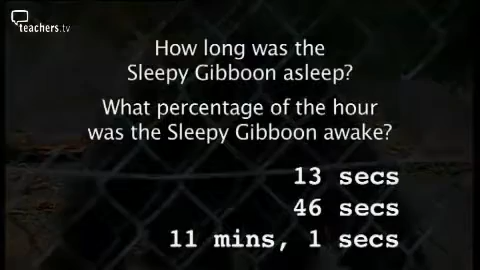 teachers.tv
How long was the
Sleepy Gibboon asleep?
What percentage of the hour
was the Sleepy Gibboon awake?
13 secs
46 secs
11 mins, 1 secs